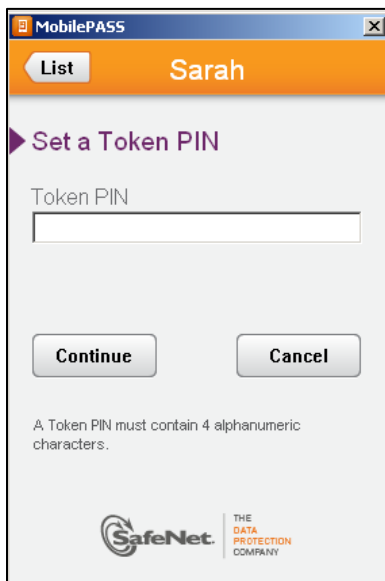 MobilePASS
List
Sarah
Set a Token PIN
Token PIN
Continue
Cancel
A Token PIN must contain 4 alphanumeric
characters.
SafeNet.
THE
DATA
PROTECTION
COMPANY